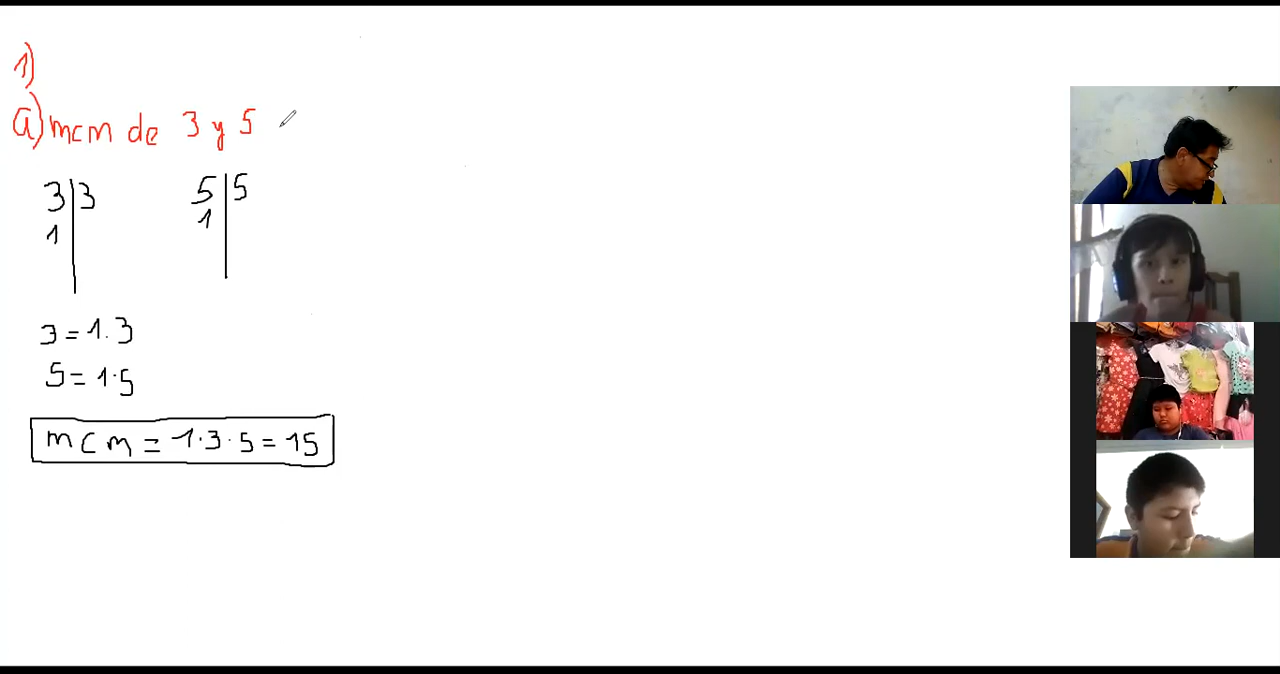 1)
a) mcm de 3 y 5
3 | 3 5 | 5
1 | 1 |
3 = 1.3
5 = 1.5
mcm = 1.3.5 = 15